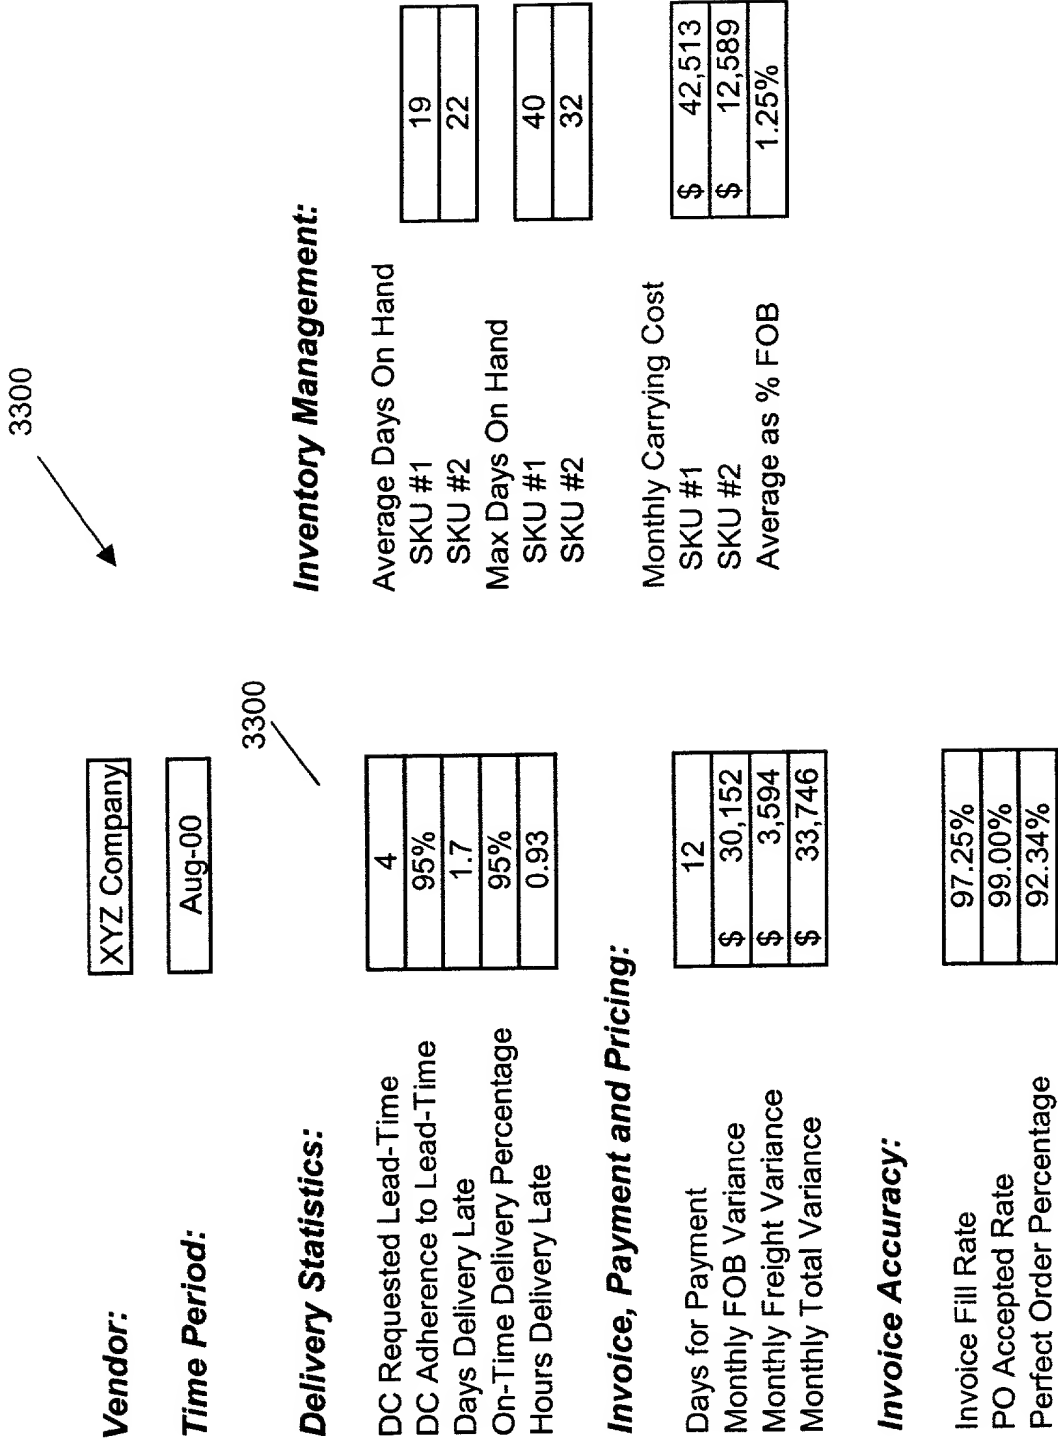 3300
Vendor: XYZ Company
Time Period: Aug-00
3300
Delivery Statistics:
DC Requested Lead-Time 4
DC Adherence to Lead-Time 95%
Days Delivery Late 1.7
On-Time Delivery Percentage 95%
Hours Delivery Late 0.93
Invoice, Payment and Pricing:
Days for Payment 12
Monthly FOB Variance $ 30,152
Monthly Freight Variance $ 3,594
Monthly Total Variance $ 33,746
Invoice Accuracy:
Invoice Fill Rate 97.25%
PO Accepted Rate 99.00%
Perfect Order Percentage 92.34%
Inventory Management:
Average Days On Hand
SKU #1 19
SKU #2 22
Max Days On Hand
SKU #1 40
SKU #2 32
Monthly Carrying Cost
SKU #1 $ 42,513
SKU #2 $ 12,589
Average as % FOB 1.25%